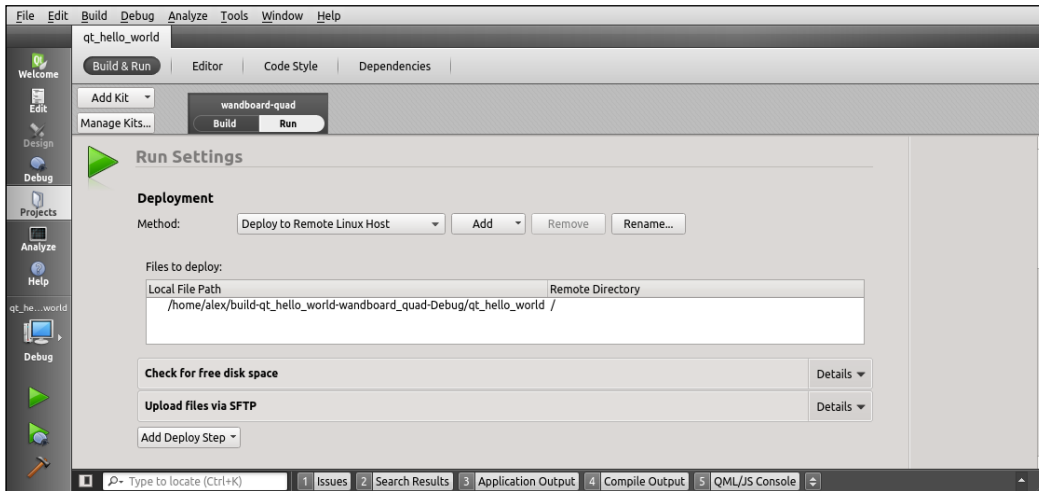 File Edit Build Debug Analyze Tools Window Help
qt_hello_world
Welcome
Build & Run Editor Code Style Dependencies
Edit
Add Kit
Manage Kits...
wandboard-quad
Build Run
Design
Debug
Projects
Analyze
Help
qt_he...world
Debug
Run Settings
Deployment
Method: Deploy to Remote Linux Host Add Remove Rename...
Files to deploy:
Local File Path Remote Directory
/home/alex/build-qt_hello_world-wandboard_quad-Debug/qt_hello_world /
Check for free disk space Details
Upload files via SFTP Details
Add Deploy Step
Type to locate (Ctrl+K) 1 Issues 2 Search Results 3 Application Output 4 Compile Output 5 QML/JS Console